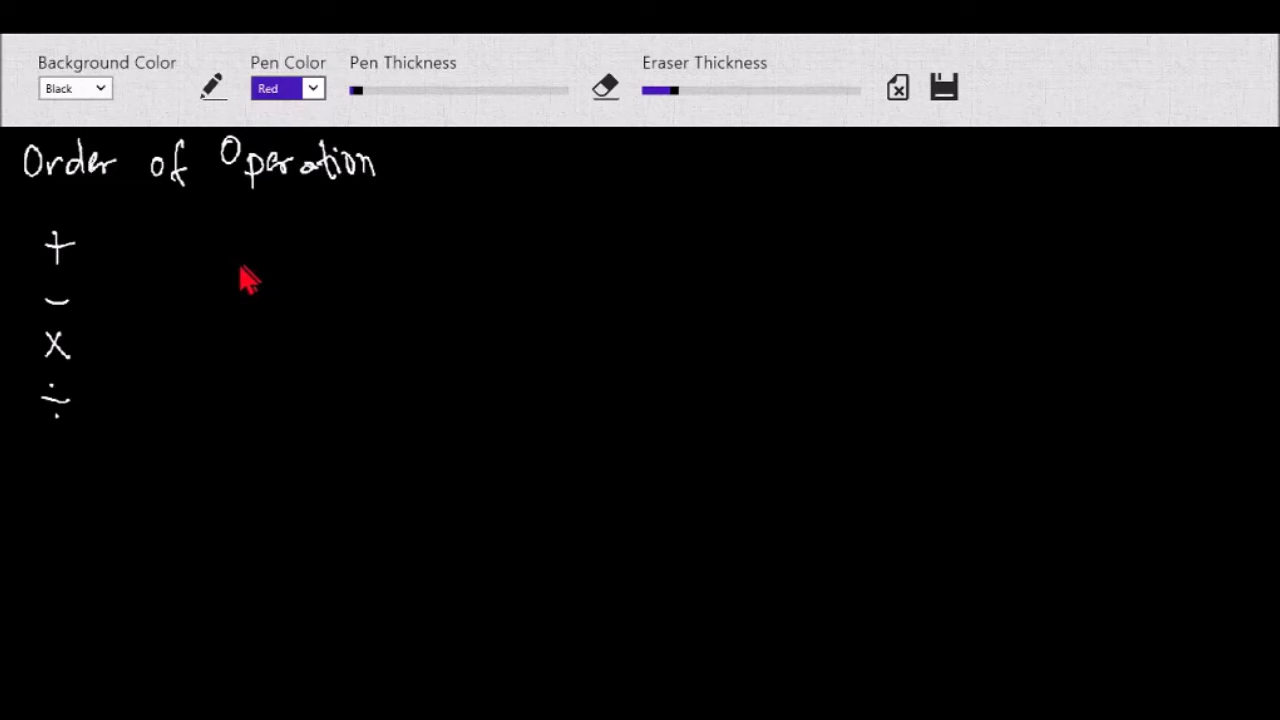 Background Color Pen Color Pen Thickness Eraser Thickness
Black Red
Order of Operation
+
-
×
÷